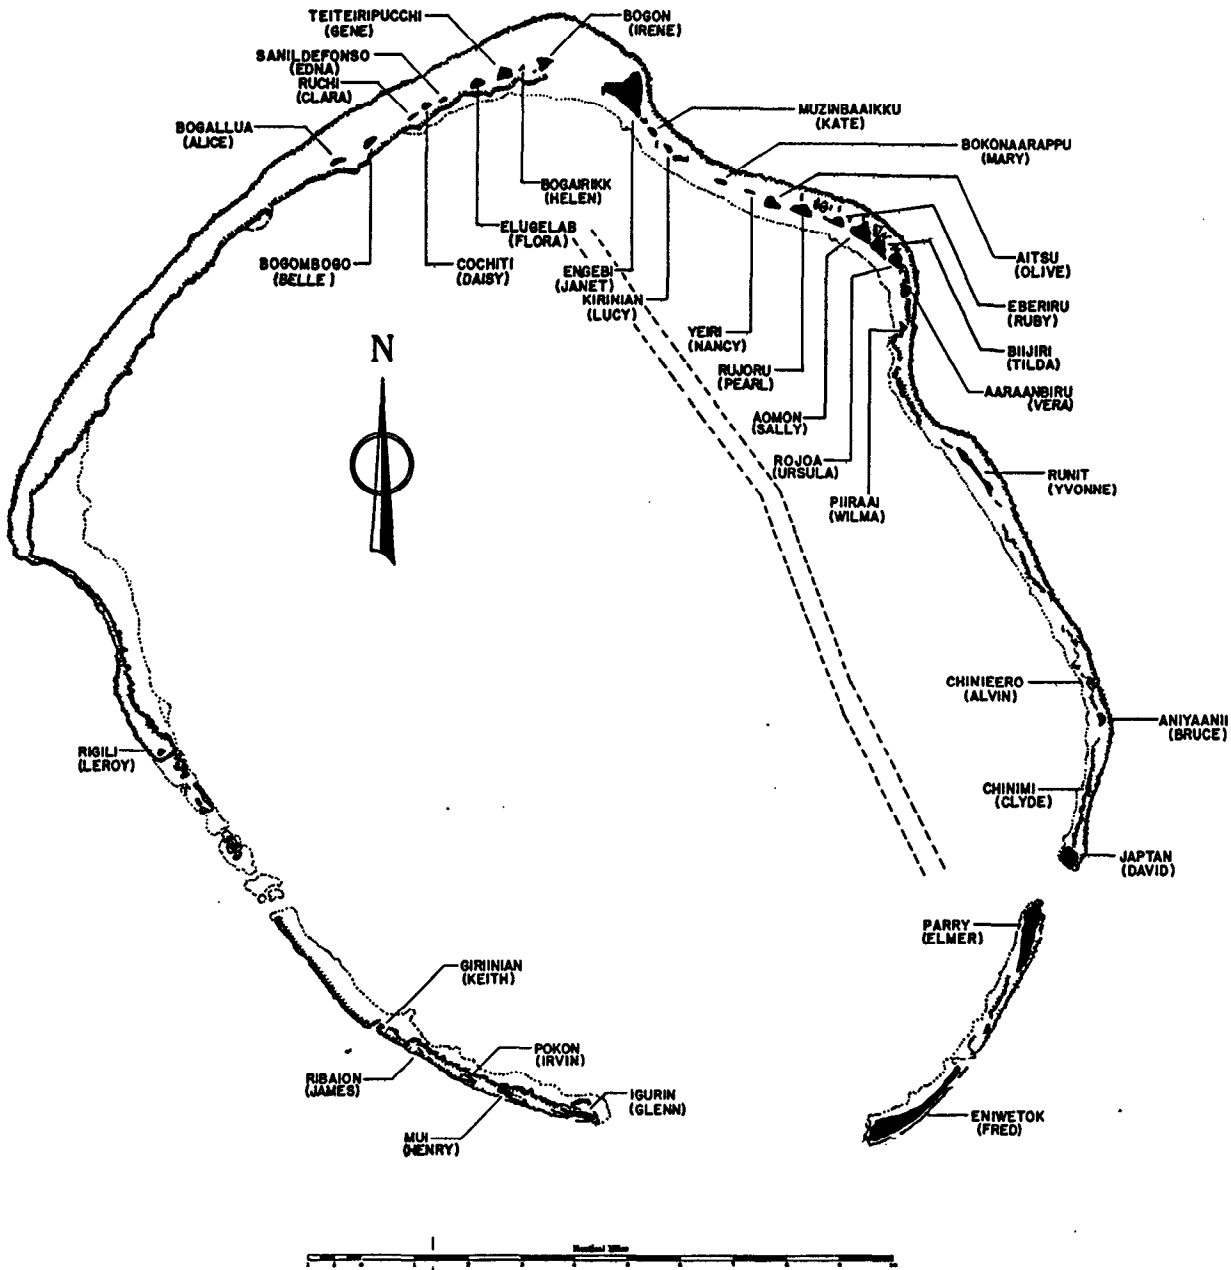 TEITEIRIPUCCHI
(GENE)
BOGON
(IRENE)
SANILDEFONSO
(EDNA)
RUCHI
(CLARA)
BOGALLUA
(ALICE)
MUZINBAAIKKU
(KATE)
BOKONAARAPPU
(MARY)
BOGAIRIKK
(HELEN)
ELUGELAB
(FLORA)
BOGOMBOGO
(BELLE)
COCHITI
(DAISY)
ENGEBI
(JANET)
KIRINIAN
(LUCY)
AITSU
(OLIVE)
EBERIRU
(RUBY)
YEIRI
(NANCY)
BIIJIRI
(TILDA)
RUJORU
(PEARL)
AARAANBIRU
(VERA)
AOMON
(SALLY)
ROJOA
(URSULA)
PIIRAAI
(WILMA)
RUNIT
(YVONNE)
N
CHINIEERO
(ALVIN)
ANIYAANII
(BRUCE)
RIGILI
(LEROY)
CHINIMI
(CLYDE)
JAPTAN
(DAVID)
PARRY
(ELMER)
GIRIINIAN
(KEITH)
POKON
(IRVIN)
RIBAION
(JAMES)
IGURIN
(GLENN)
MUI
(HENRY)
ENIWETOK
(FRED)
Nautical Miles